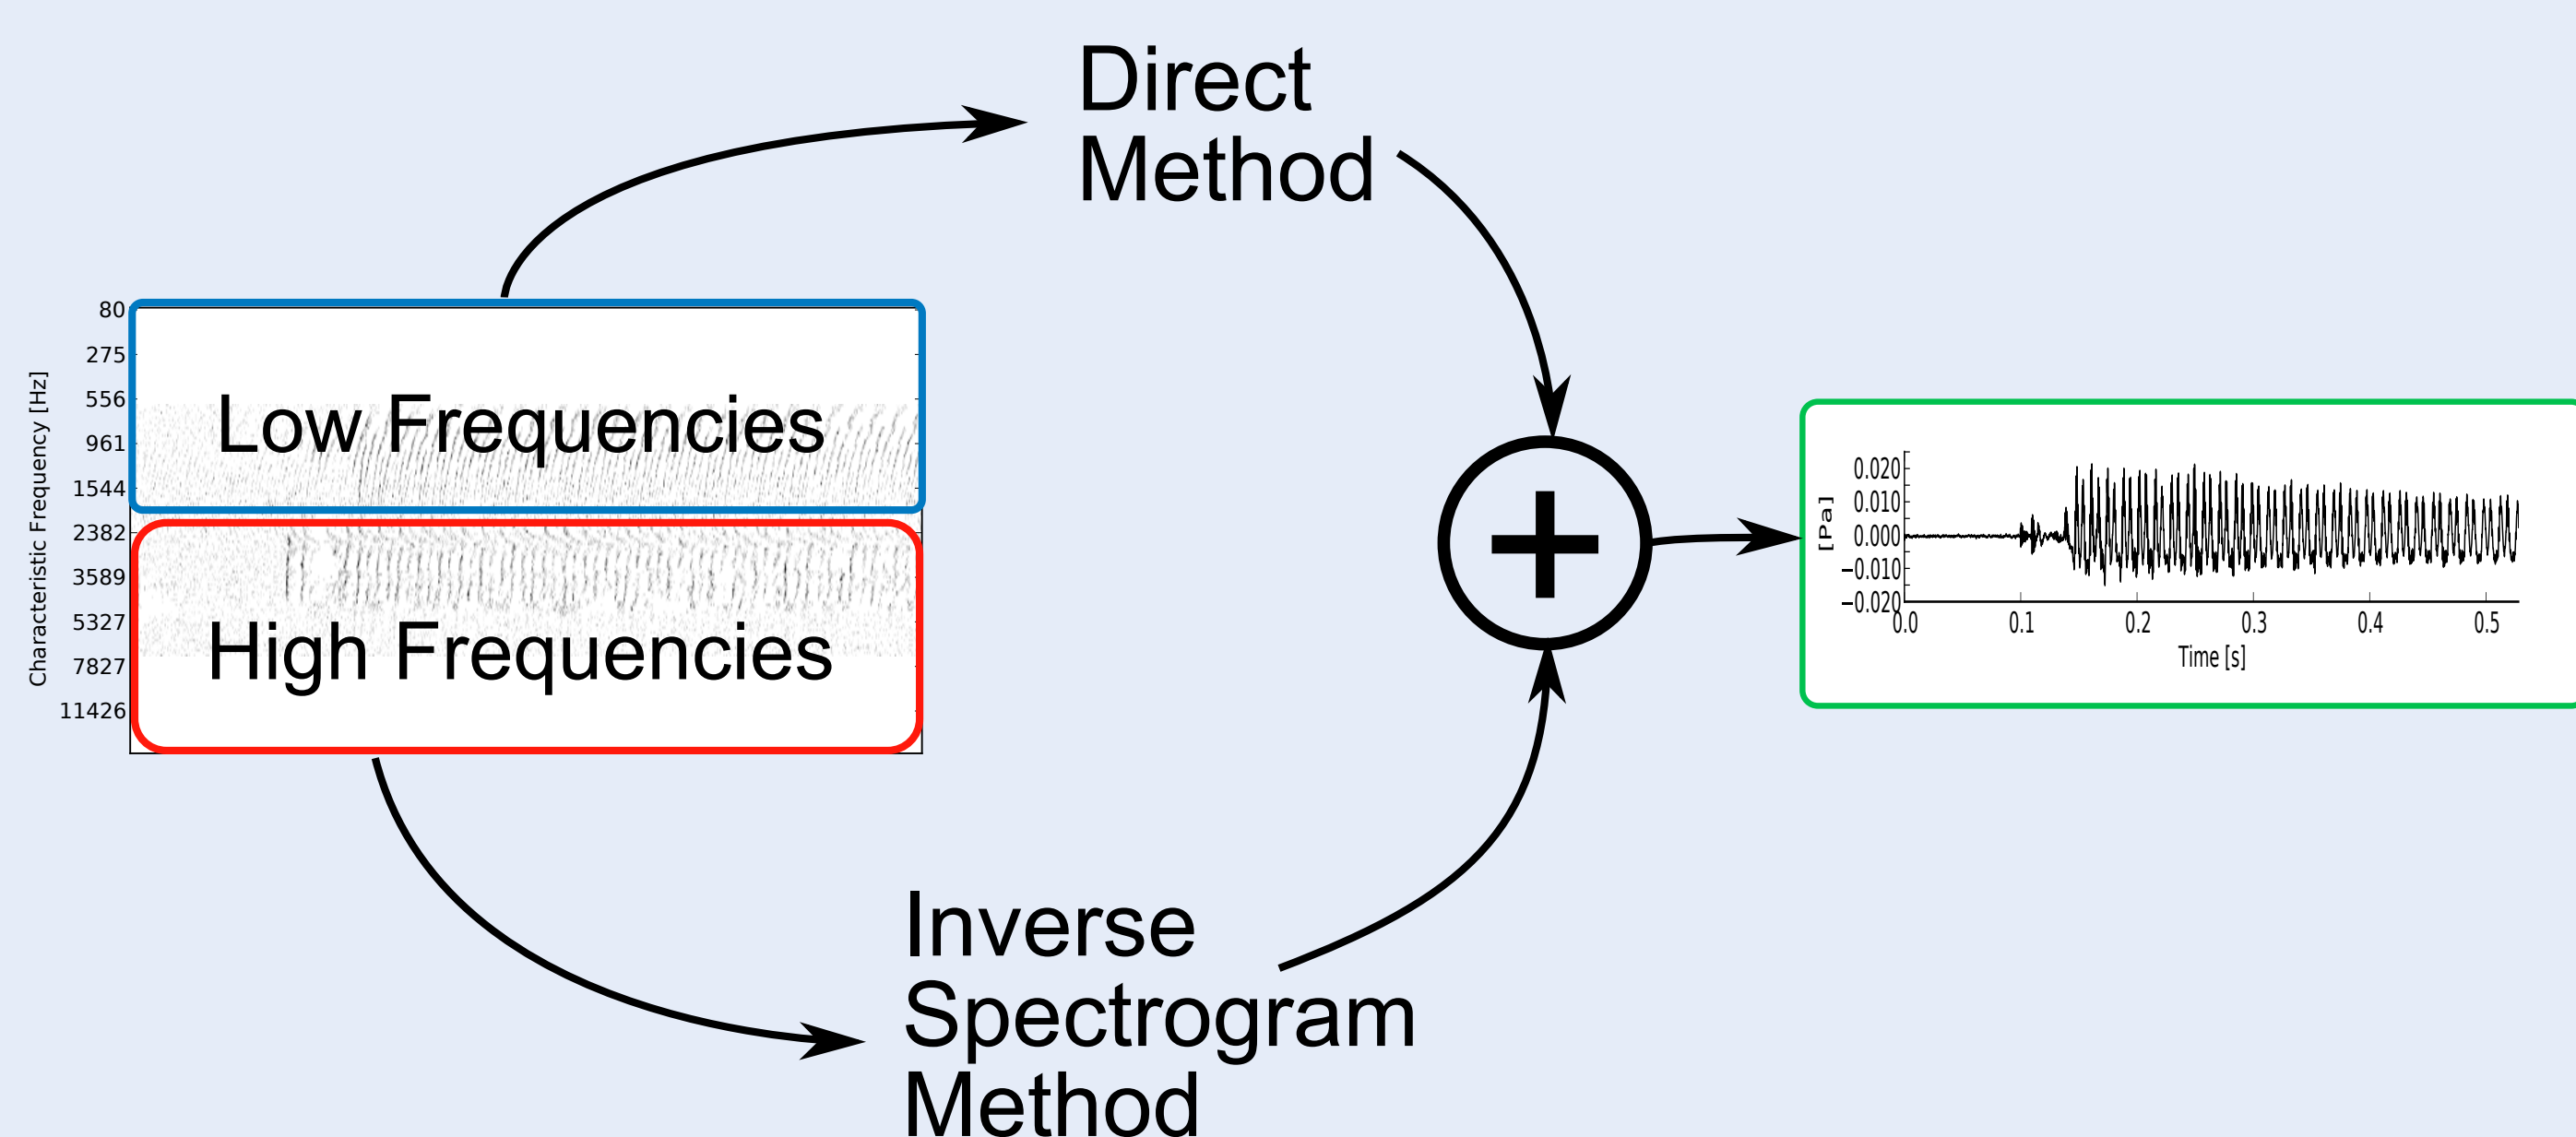 Direct
Method
80
275
556
961
1544
2382
3589
5327
7827
11426
Characteristic Frequency [Hz]
Low Frequencies
High Frequencies
+
0.020
0.010
0.000
−0.010
−0.020
[Pa]
0.0 0.1 0.2 0.3 0.4 0.5
Time [s]
Inverse
Spectrogram
Method